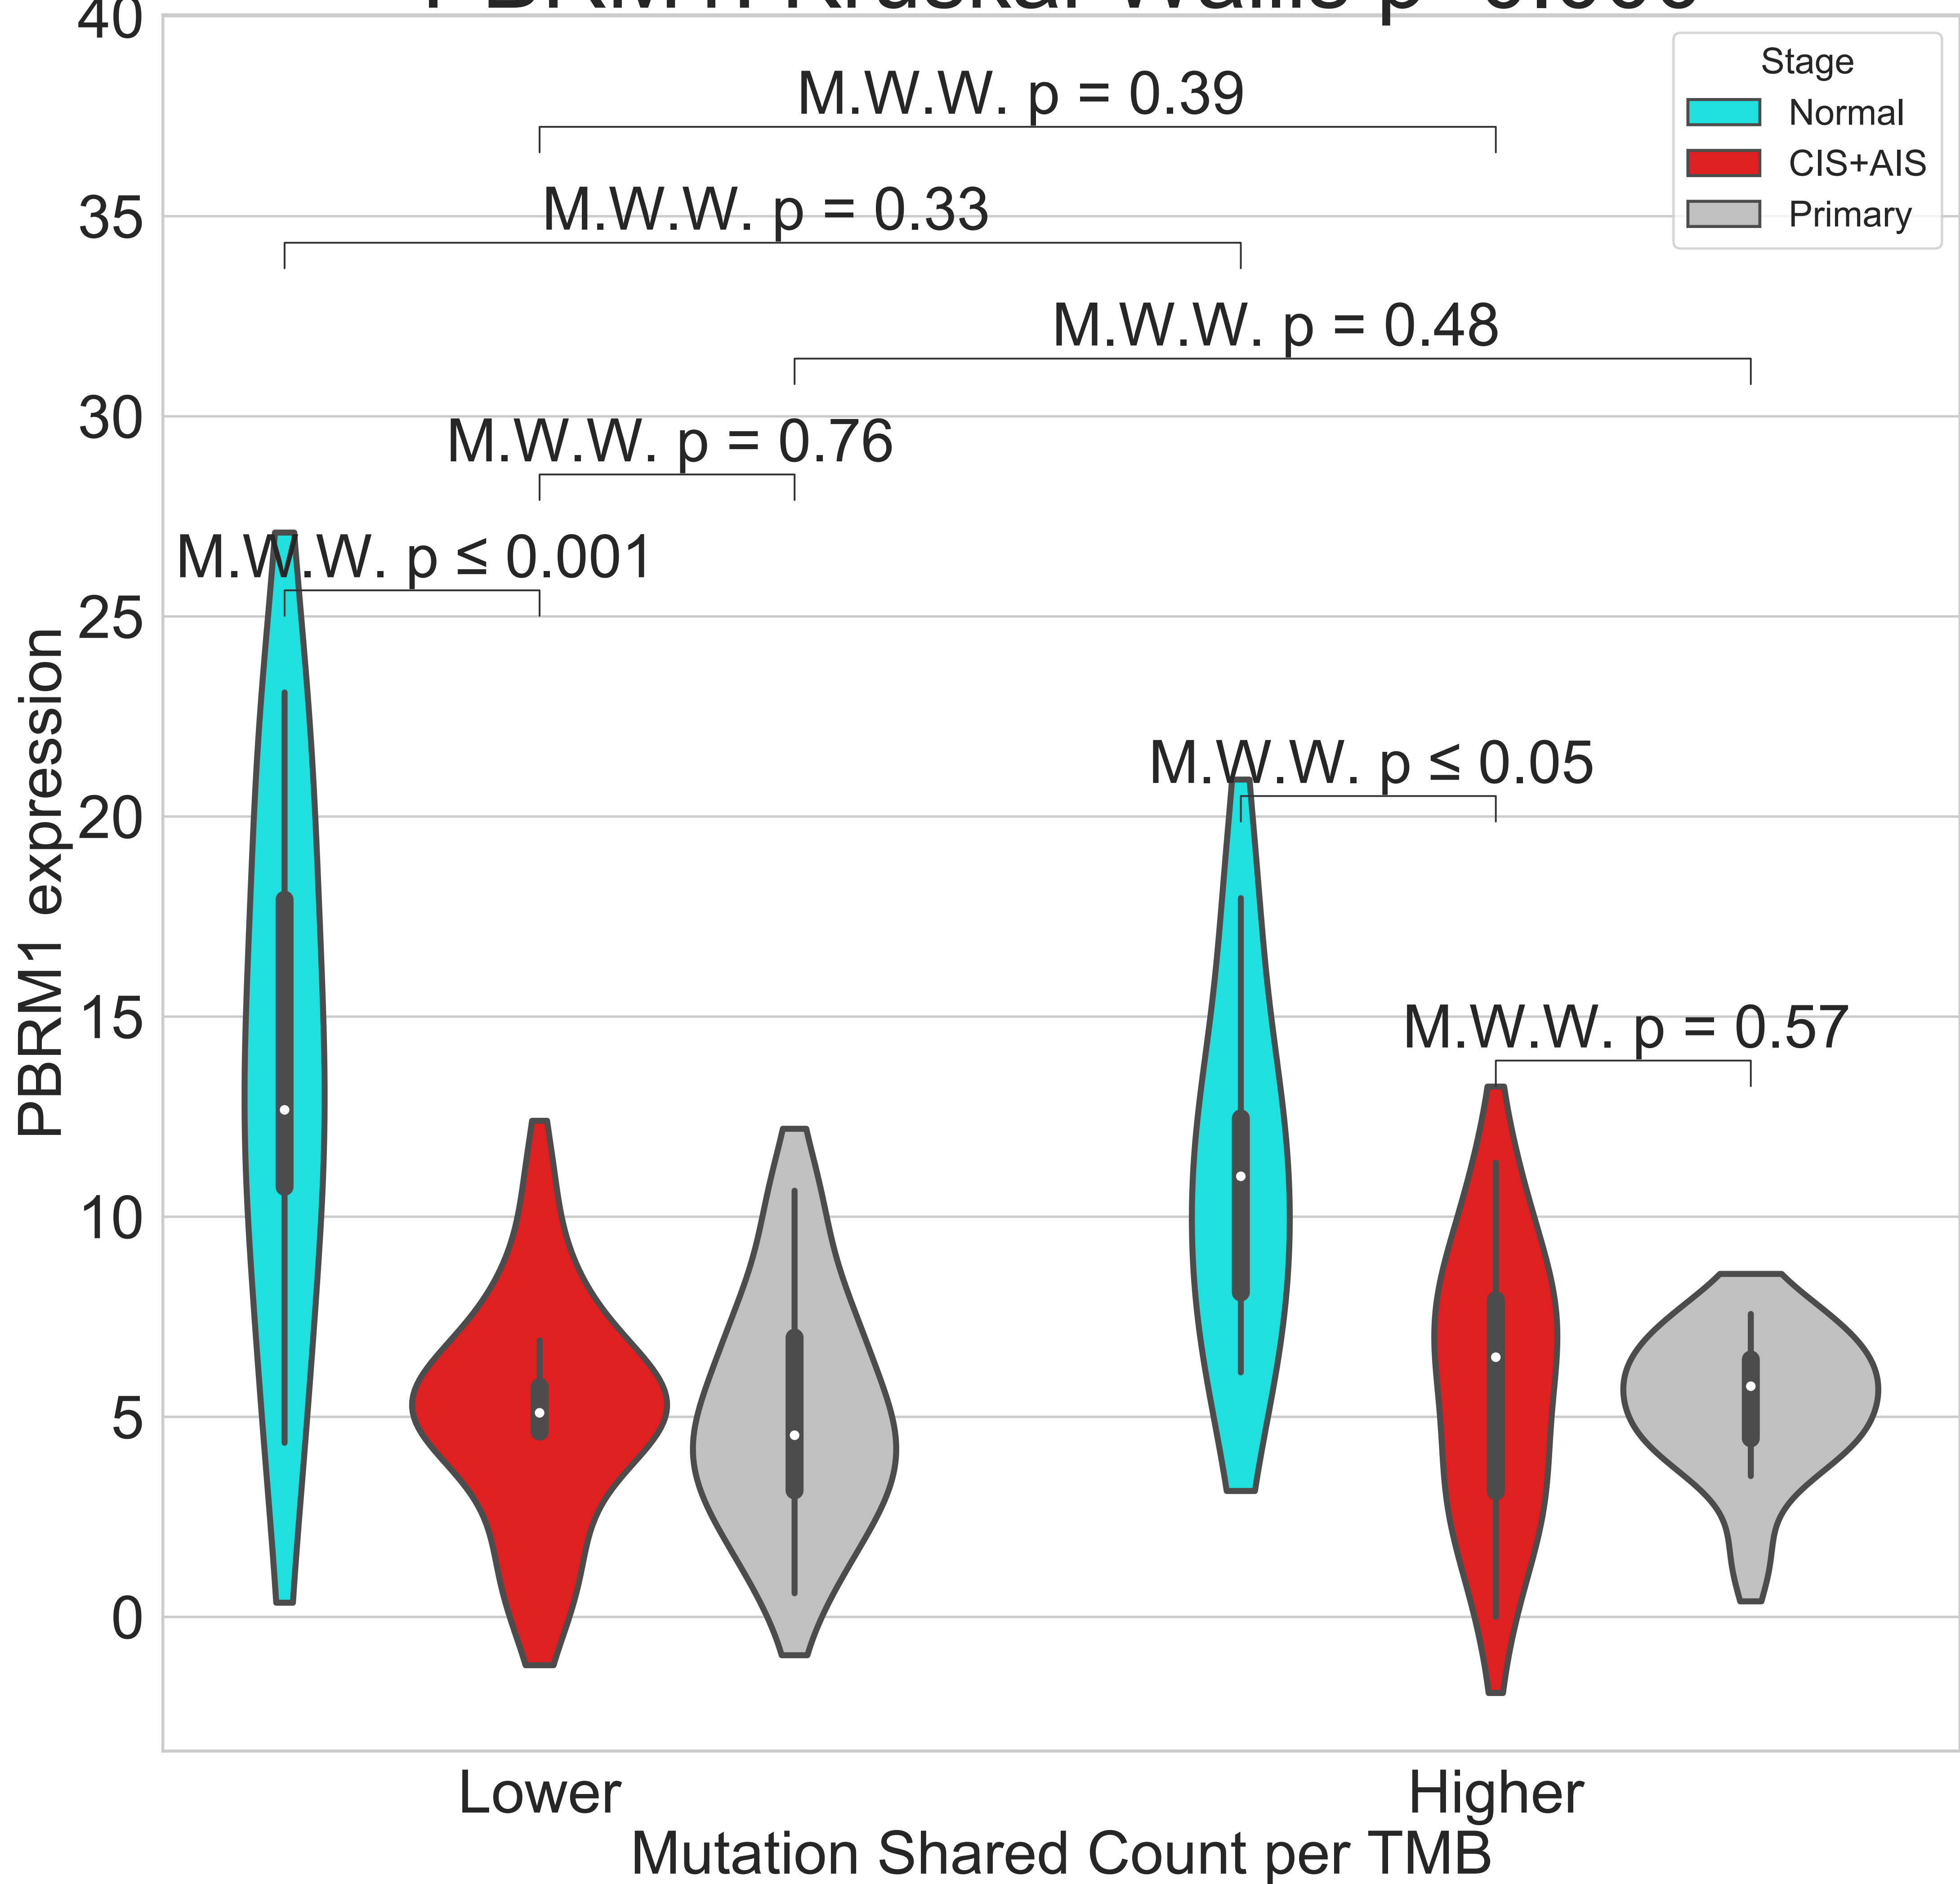 40
M.W.W. p = 0.39
Stage
Normal
CIS+AIS
Primary
M.W.W. p = 0.33
35
M.W.W. p = 0.48
30
M.W.W. p = 0.76
M.W.W. p ≤ 0.001
25
M.W.W. p ≤ 0.05
20
M.W.W. p = 0.57
15
10
5
0
PBRM1 expression
Lower
Higher
Mutation Shared Count per TMB